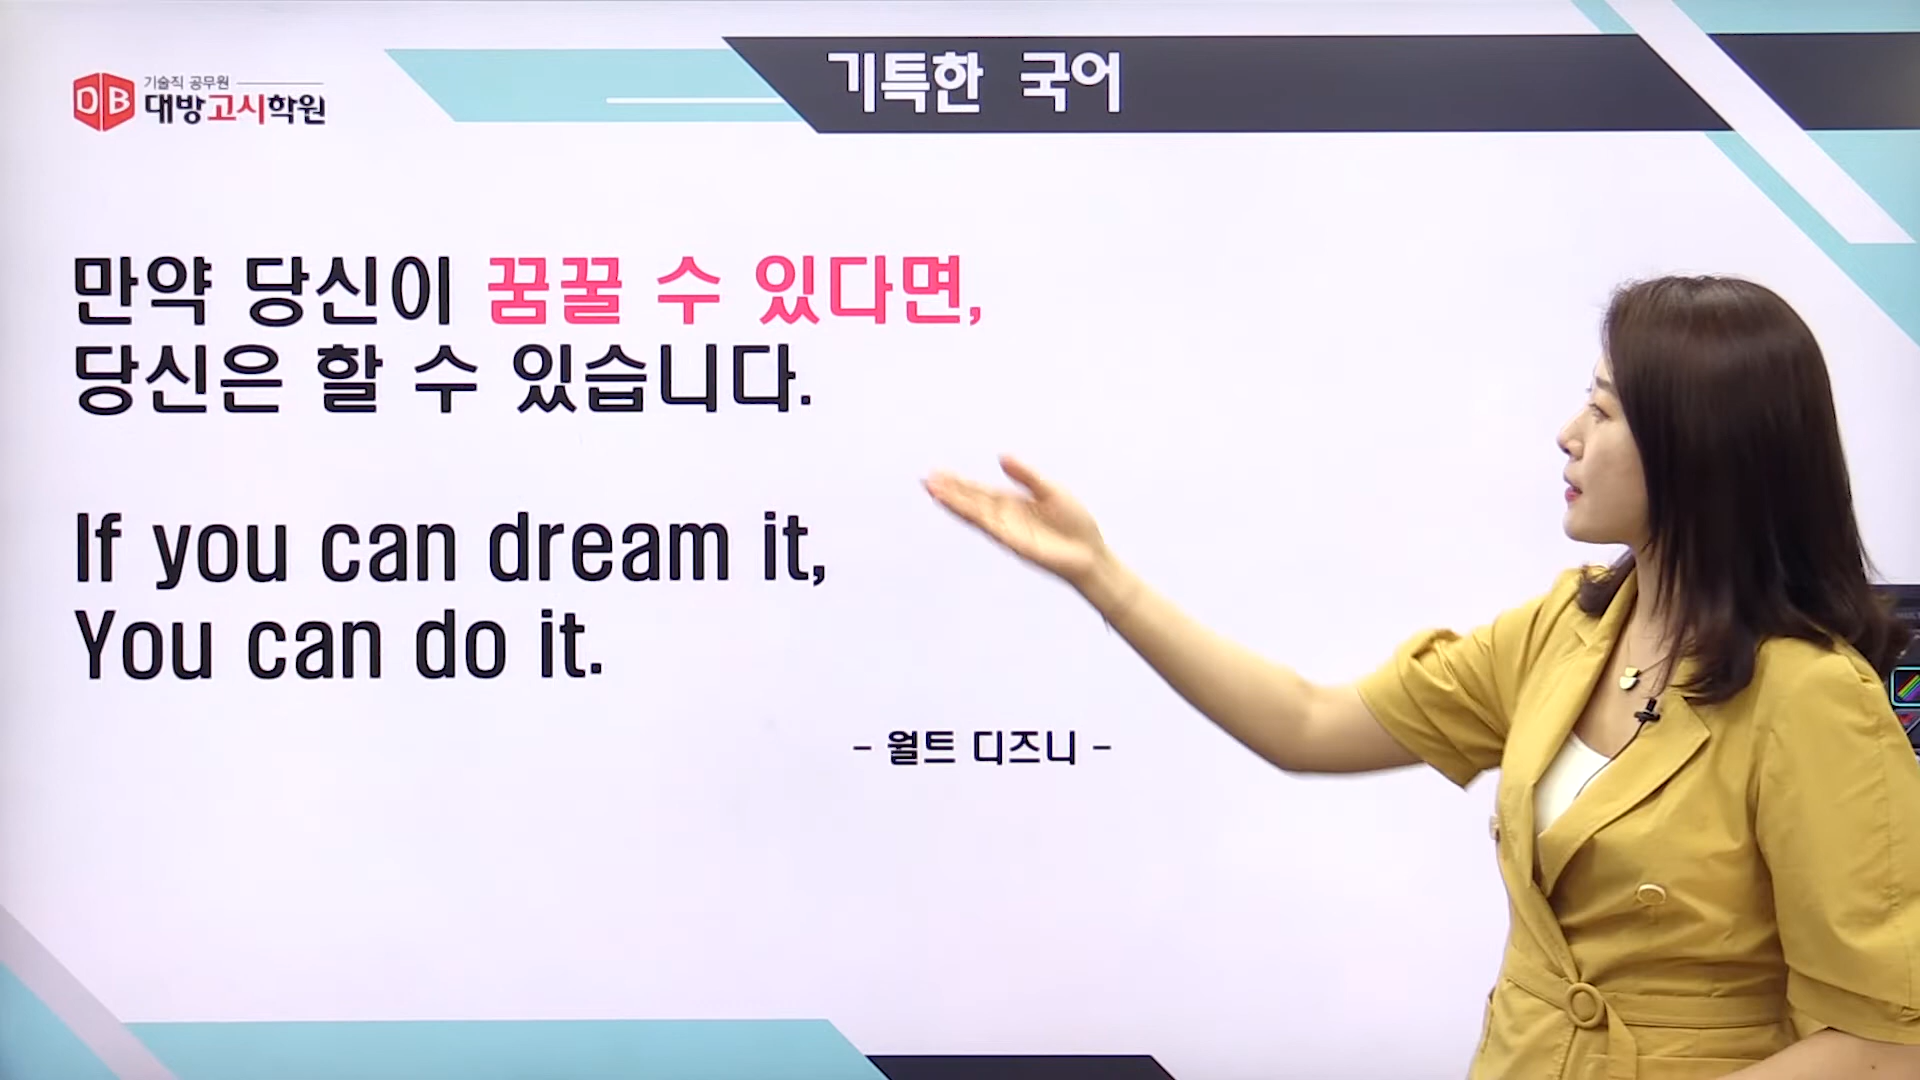 기특한 국어
DB
기술직 공무원
대방고시학원
만약 당신이 꿈꿀 수 있다면,
당신은 할 수 있습니다.
If you can dream it,
You can do it.
- 월트 디즈니 -